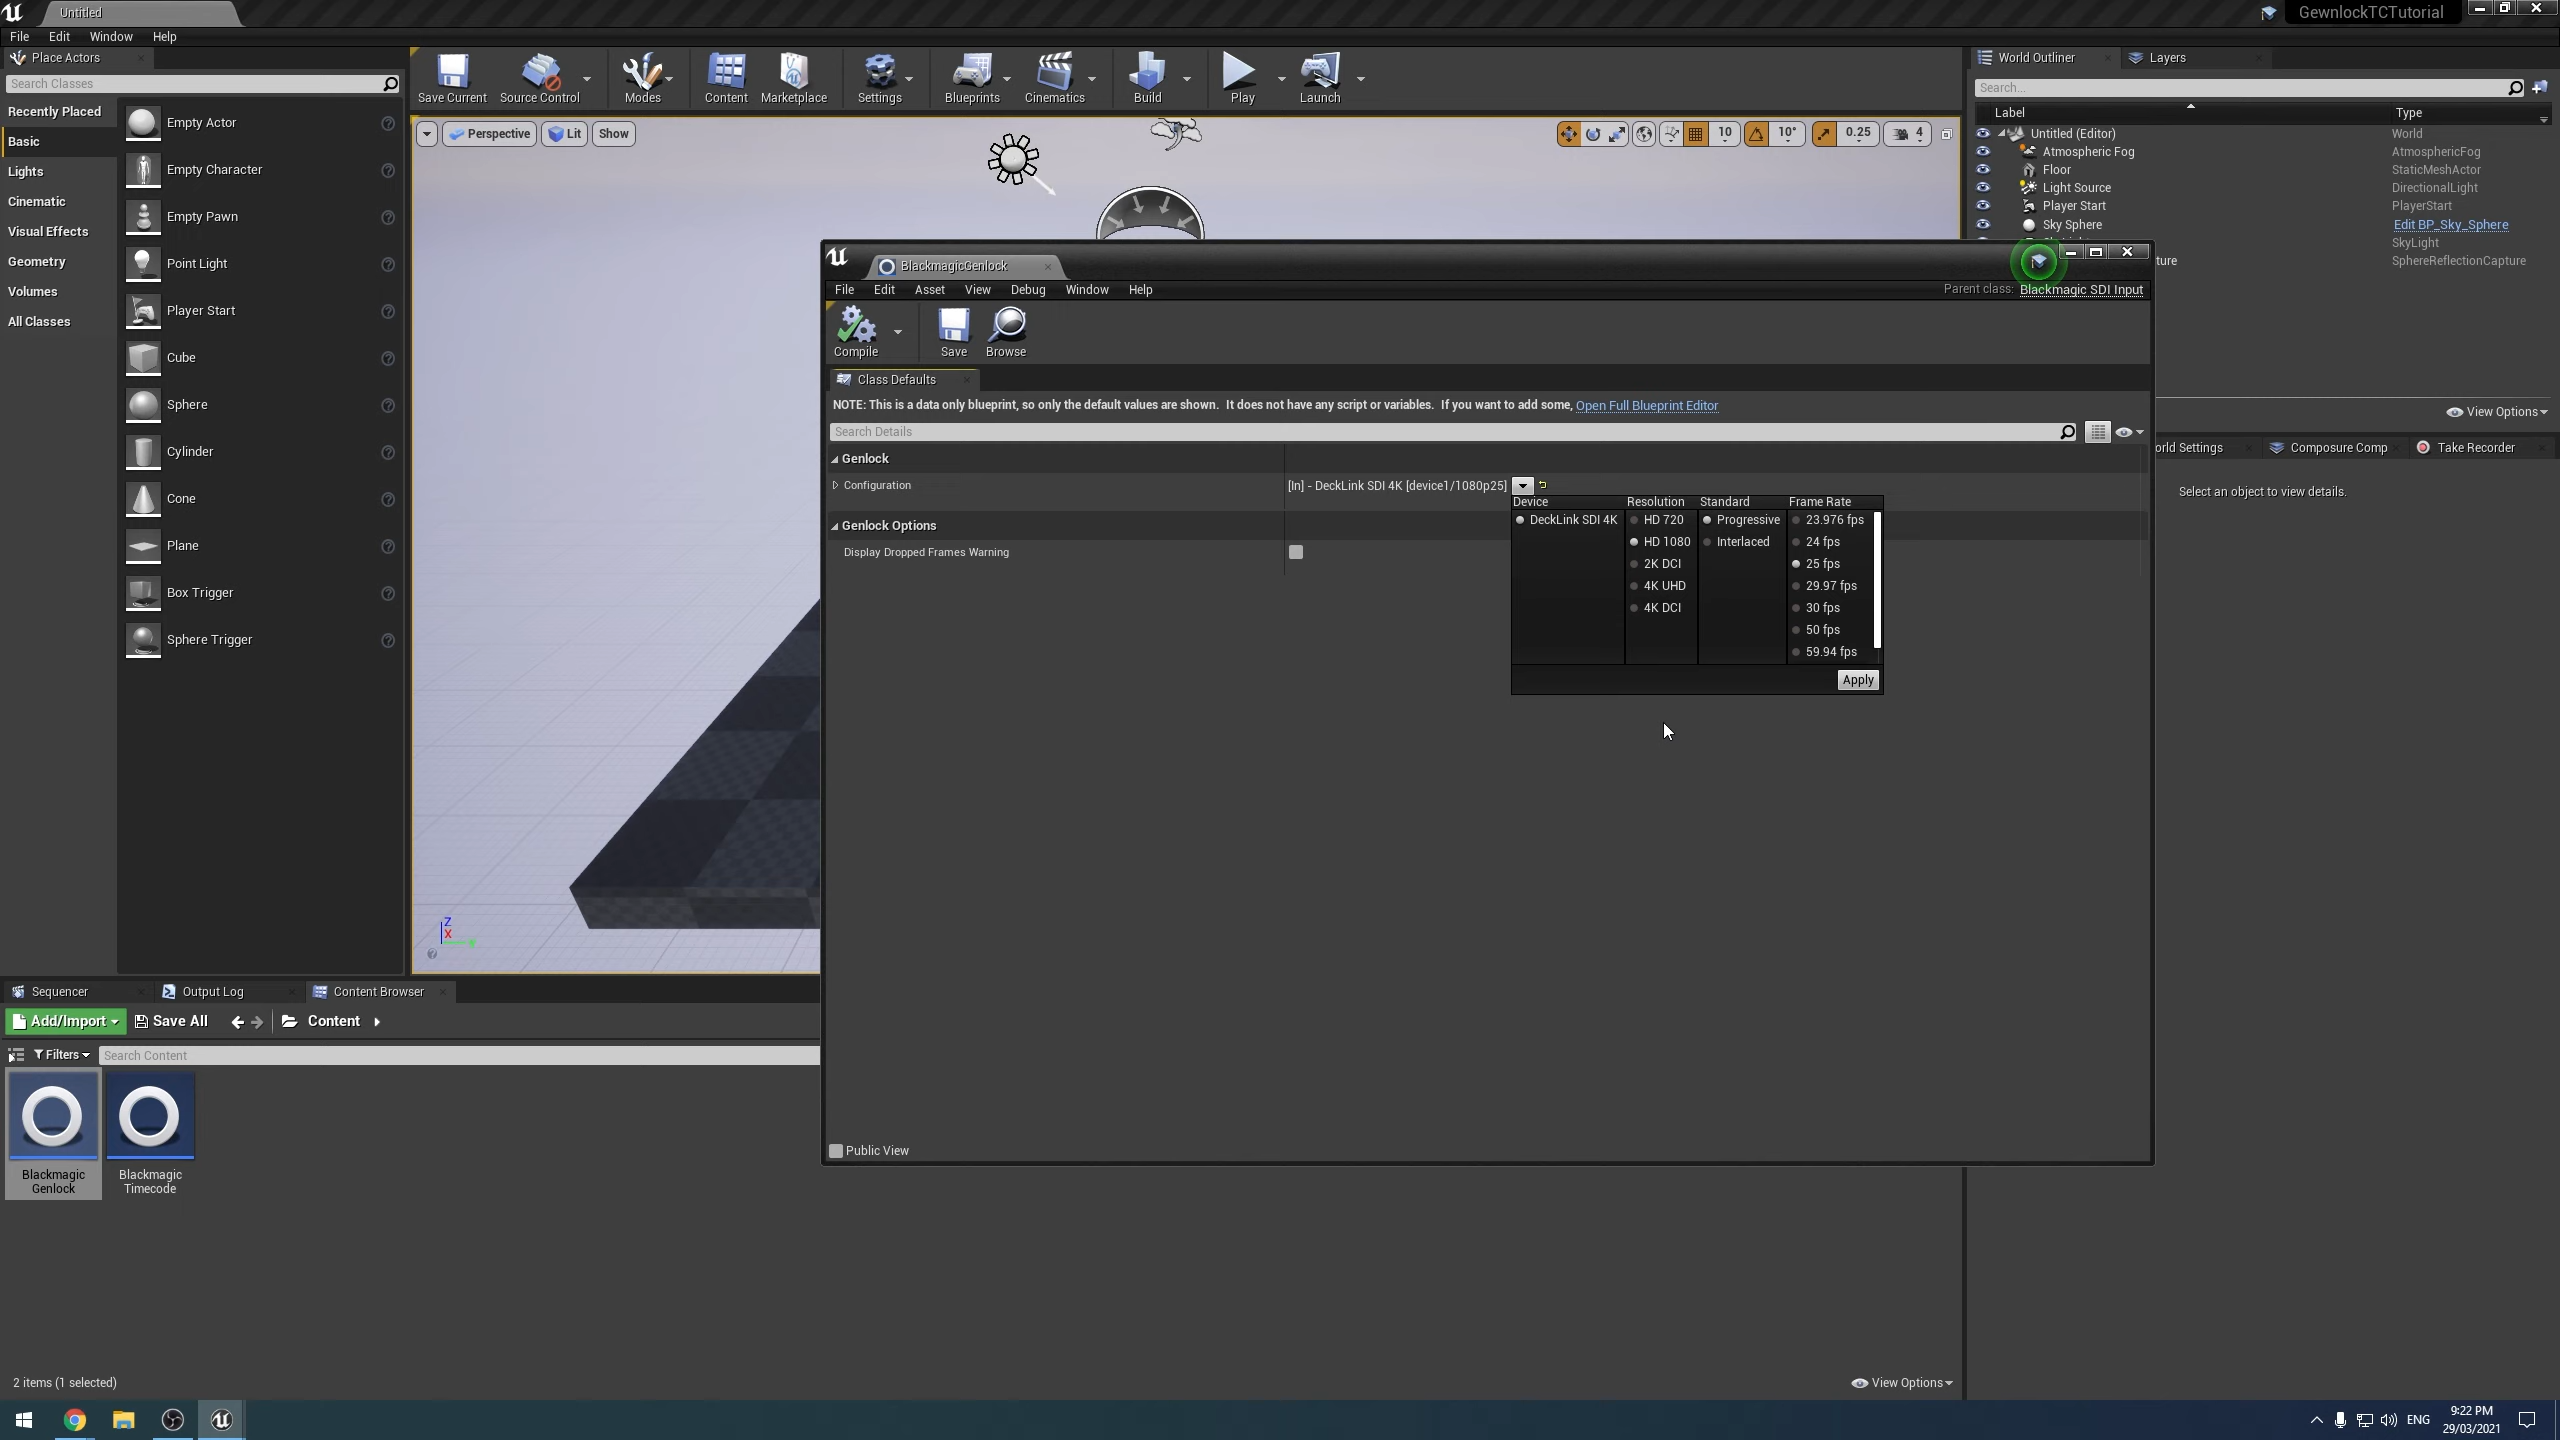 Untitled
GewnlockTCTutorial
File Edit Window Help
Place Actors
Search Classes
Recently Placed
Basic
Lights
Cinematic
Visual Effects
Geometry
Volumes
All Classes
Empty Actor
Empty Character
Empty Pawn
Point Light
Player Start
Cube
Sphere
Cylinder
Cone
Plane
Box Trigger
Sphere Trigger
Save Current
Source Control
Modes
Content
Marketplace
Settings
Blueprints
Cinematics
Build
Play
Launch
Perspective Lit Show
10 10° 0.25 4
Z
X
World Outliner Layers
Search...
Label Type
Untitled (Editor) World
Atmospheric Fog AtmosphericFog
Floor StaticMeshActor
Light Source DirectionalLight
Player Start PlayerStart
Sky Sphere Edit BP_Sky_Sphere
SkyLight
ture SphereReflectionCapture
View Options
orld Settings Composure Comp Take Recorder
Select an object to view details.
BlackmagicGenlock
File Edit Asset View Debug Window Help
Parent class: Blackmagic SDI Input
Compile Save Browse
Class Defaults
NOTE: This is a data only blueprint, so only the default values are shown. It does not have any script or variables. If you want to add some, Open Full Blueprint Editor
Search Details
Genlock
Configuration [In] - DeckLink SDI 4K [device1/1080p25]
Genlock Options
Display Dropped Frames Warning
Device Resolution Standard Frame Rate
DeckLink SDI 4K HD 720 Progressive 23.976 fps
HD 1080 Interlaced 24 fps
2K DCI 25 fps
4K UHD 29.97 fps
4K DCI 30 fps
50 fps
59.94 fps
Apply
Public View
Sequencer Output Log Content Browser
Add/Import Save All Content
Filters Search Content
Blackmagic
Genlock
Blackmagic
Timecode
2 items (1 selected)
View Options
ENG
9:22 PM
29/03/2021